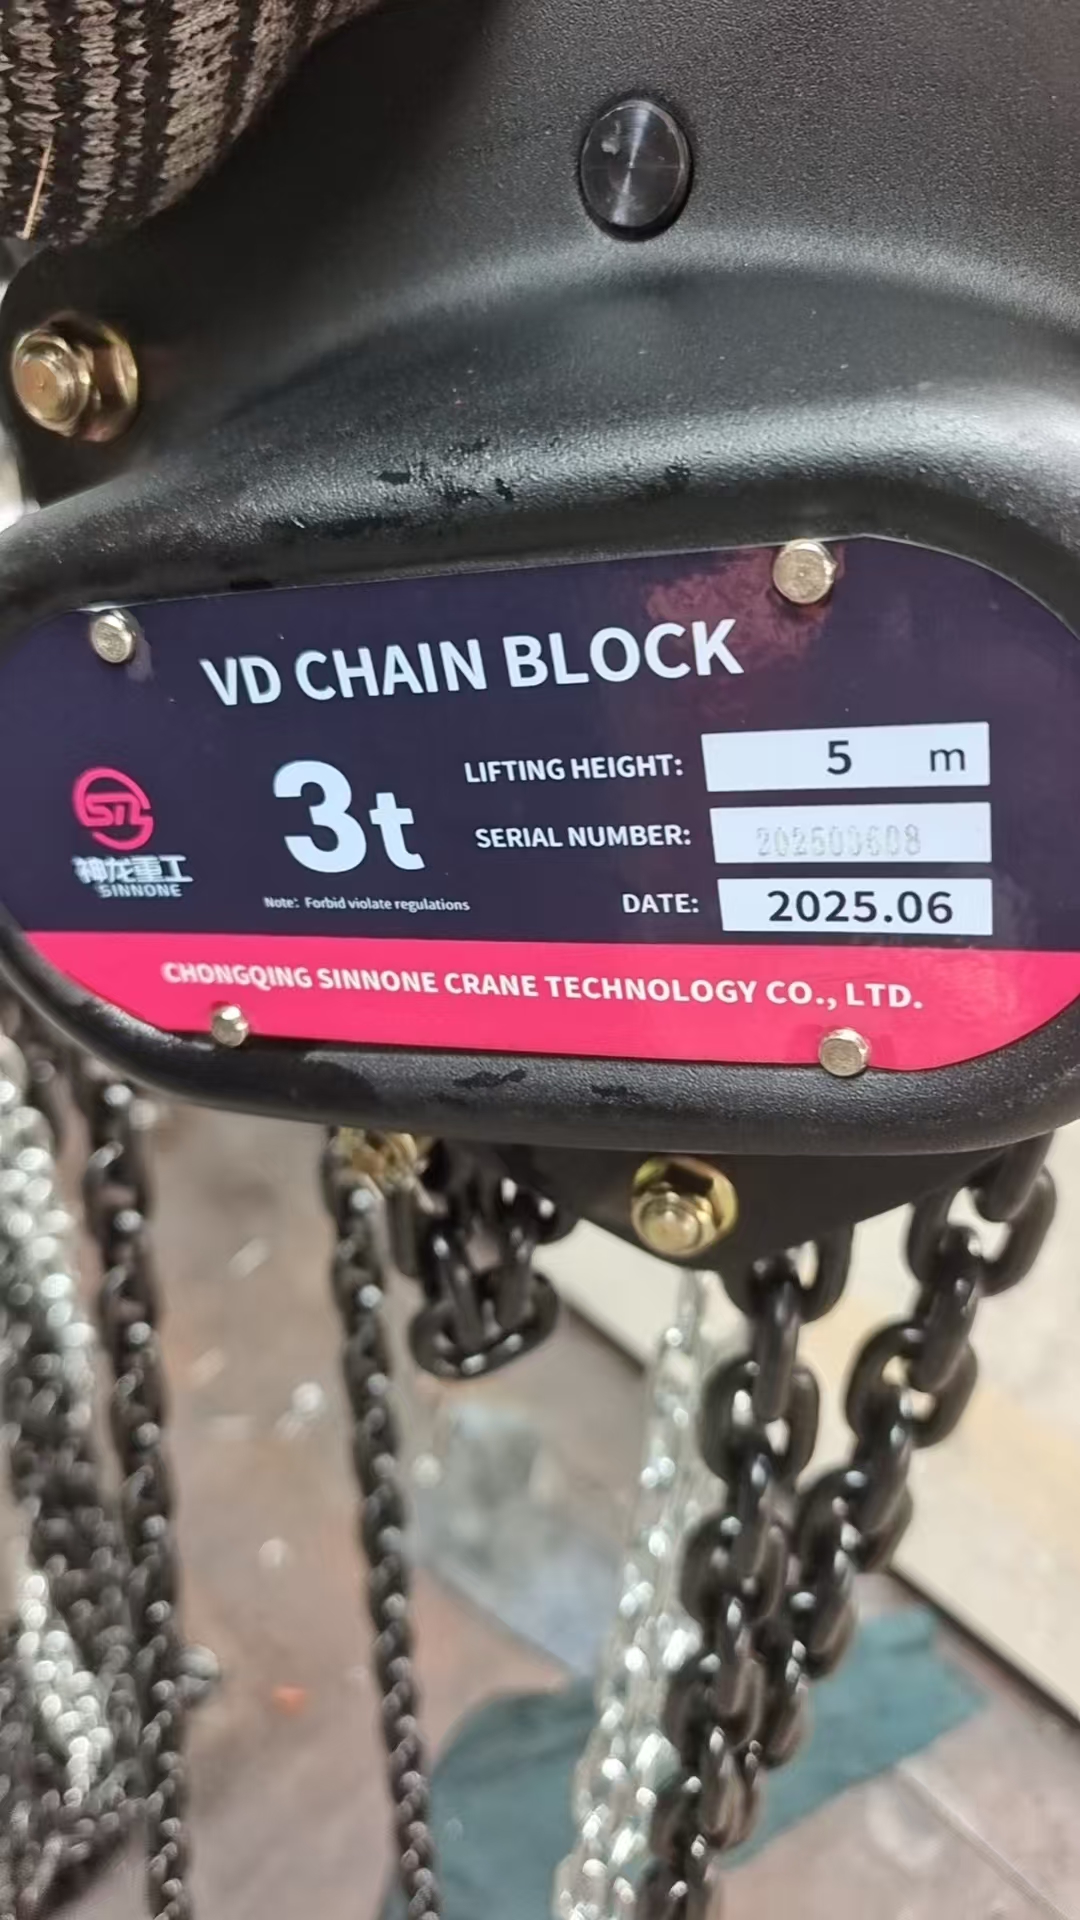 VD CHAIN BLOCK
3t
LIFTING HEIGHT: 5 m
SERIAL NUMBER: 202503608
DATE: 2025.06
神龙重工
SINNONE
Note: Forbid violate regulations
CHONGQING SINNONE CRANE TECHNOLOGY CO., LTD.